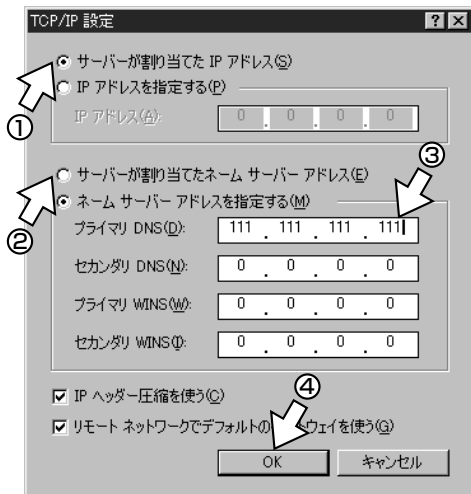 TCP/IP 設定
サーバーが割り当てた IP アドレス(S)
IP アドレスを指定する(P)
①
IP アドレス(A):
0 . 0 . 0 . 0
③
サーバーが割り当てたネーム サーバー アドレス(E)
ネーム サーバー アドレスを指定する(M)
②
プライマリ DNS(D): 111 . 111 . 111 . 111
セカンダリ DNS(N): 0 . 0 . 0 . 0
プライマリ WINS(W): 0 . 0 . 0 . 0
セカンダリ WINS(I): 0 . 0 . 0 . 0
IP ヘッダー圧縮を使う(C)
④
リモート ネットワークでデフォルトの ウェイを使う(G)
OK キャンセル